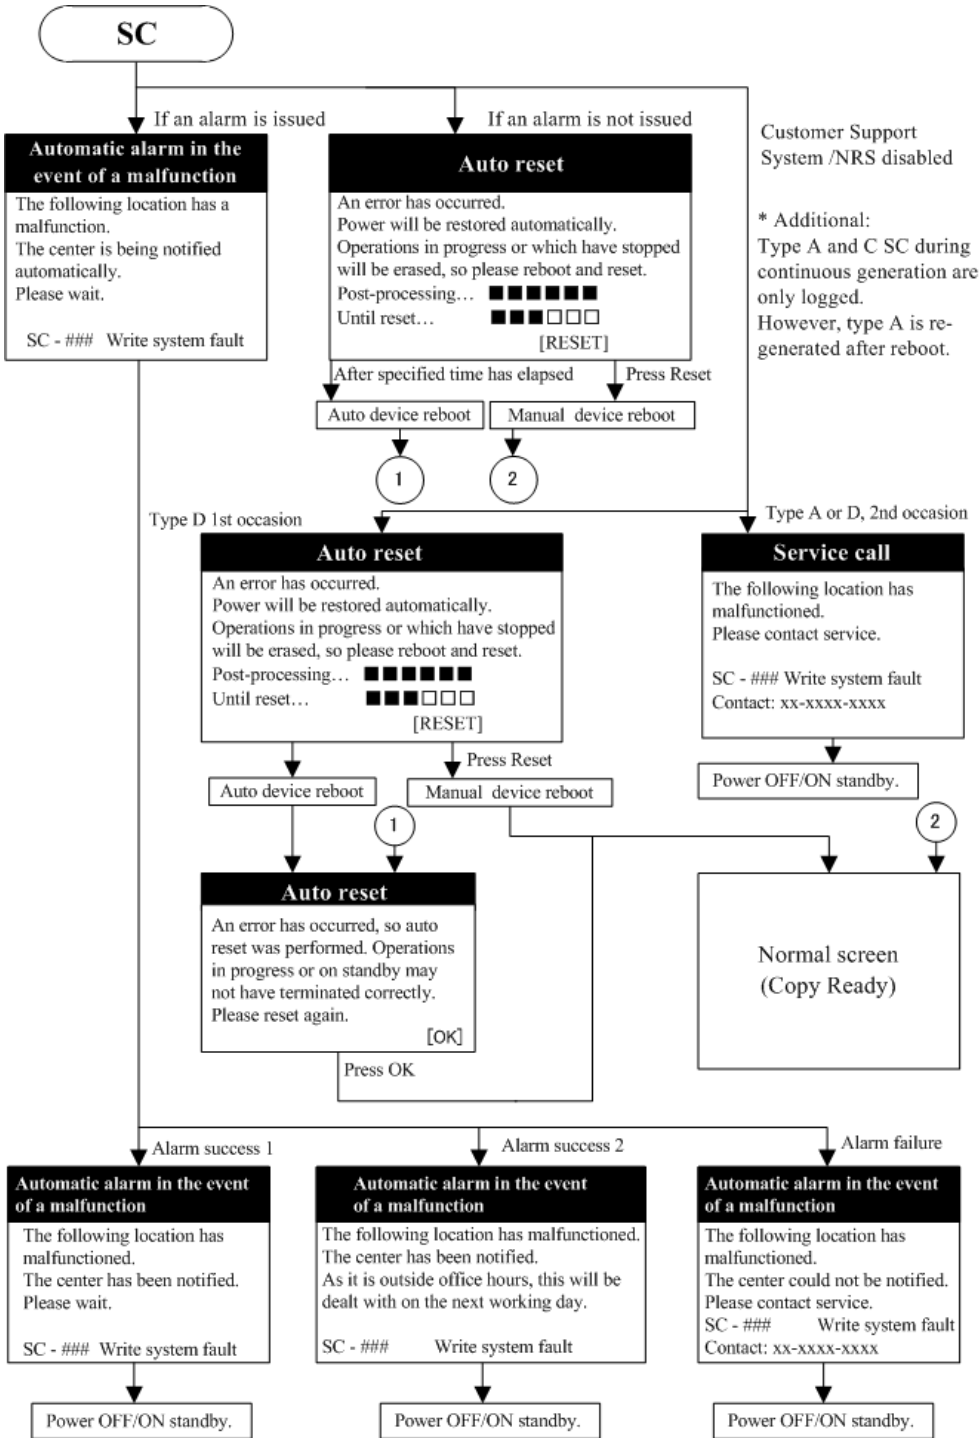 SC
If an alarm is issued
If an alarm is not issued
Customer Support
System /NRS disabled
* Additional:
Type A and C SC during
continuous generation are
only logged.
However, type A is re-
generated after reboot.
Automatic alarm in the
event of a malfunction
The following location has a
malfunction.
The center is being notified
automatically.
Please wait.
SC - ### Write system fault
Auto reset
An error has occurred.
Power will be restored automatically.
Operations in progress or which have stopped
will be erased, so please reboot and reset.
Post-processing… ■■■■■■
Until reset… ■■■□□□
[RESET]
After specified time has elapsed
Press Reset
Auto device reboot
Manual device reboot
1
2
Type D 1st occasion
Type A or D, 2nd occasion
Auto reset
An error has occurred.
Power will be restored automatically.
Operations in progress or which have stopped
will be erased, so please reboot and reset.
Post-processing… ■■■■■■
Until reset… ■■■□□□
[RESET]
Service call
The following location has
malfunctioned.
Please contact service.
SC - ### Write system fault
Contact: xx-xxxx-xxxx
Press Reset
Auto device reboot
Manual device reboot
Power OFF/ON standby.
1
2
Auto reset
An error has occurred, so auto
reset was performed. Operations
in progress or on standby may
not have terminated correctly.
Please reset again.
[OK]
Press OK
Normal screen
(Copy Ready)
Alarm success 1
Alarm success 2
Alarm failure
Automatic alarm in the event
of a malfunction
The following location has
malfunctioned.
The center has been notified.
Please wait.
SC - ### Write system fault
Automatic alarm in the event
of a malfunction
The following location has malfunctioned.
The center has been notified.
As it is outside office hours, this will be
dealt with on the next working day.
SC - ### Write system fault
Automatic alarm in the event
of a malfunction
The following location has
malfunctioned.
The center could not be notified.
Please contact service.
SC - ### Write system fault
Contact: xx-xxxx-xxxx
Power OFF/ON standby.
Power OFF/ON standby.
Power OFF/ON standby.